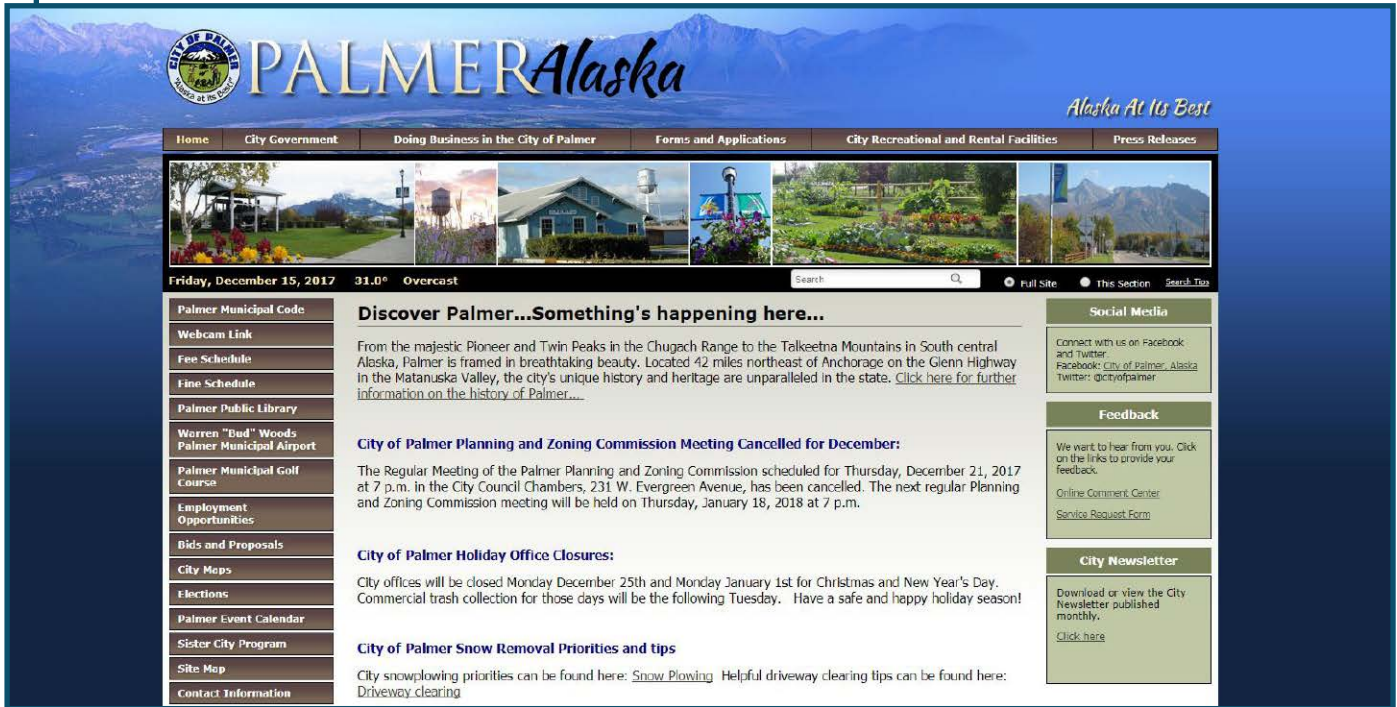 CITY OF PALMER
"Alaska at its Best"
PALMER Alaska
Alaska At Its Best
Home City Government Doing Business in the City of Palmer Forms and Applications City Recreational and Rental Facilities Press Releases
Friday, December 15, 2017 31.0° Overcast Search Full Site This Section Search Tips
Palmer Municipal Code
Webcam Link
Fee Schedule
Fine Schedule
Palmer Public Library
Warren "Bud" Woods
Palmer Municipal Airport
Palmer Municipal Golf
Course
Employment
Opportunities
Bids and Proposals
City Maps
Elections
Palmer Event Calendar
Sister City Program
Site Map
Contact Information
Discover Palmer...Something's happening here...
From the majestic Pioneer and Twin Peaks in the Chugach Range to the Talkeetna Mountains in South central
Alaska, Palmer is framed in breathtaking beauty. Located 42 miles northeast of Anchorage on the Glenn Highway
in the Matanuska Valley, the city's unique history and heritage are unparalleled in the state. Click here for further
information on the history of Palmer....
City of Palmer Planning and Zoning Commission Meeting Cancelled for December:
The Regular Meeting of the Palmer Planning and Zoning Commission scheduled for Thursday, December 21, 2017
at 7 p.m. in the City Council Chambers, 231 W. Evergreen Avenue, has been cancelled. The next regular Planning
and Zoning Commission meeting will be held on Thursday, January 18, 2018 at 7 p.m.
City of Palmer Holiday Office Closures:
City offices will be closed Monday December 25th and Monday January 1st for Christmas and New Year's Day.
Commercial trash collection for those days will be the following Tuesday. Have a safe and happy holiday season!
City of Palmer Snow Removal Priorities and tips
City snowplowing priorities can be found here: Snow Plowing Helpful driveway clearing tips can be found here:
Driveway clearing
Social Media
Connect with us on Facebook
and Twitter.
Facebook: City of Palmer, Alaska
Twitter: @cityofpalmer
Feedback
We want to hear from you. Click
on the links to provide your
feedback.
Online Comment Center
Service Request Form
City Newsletter
Download or view the City
Newsletter published
monthly.
Click here